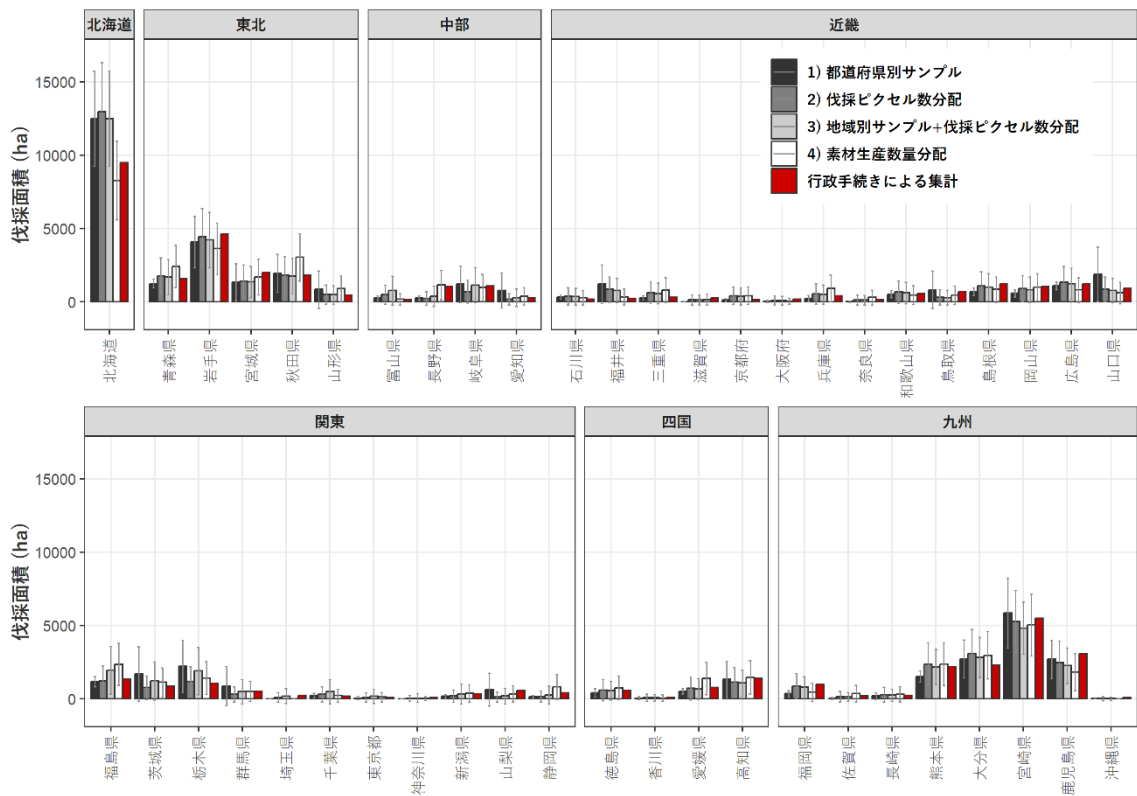 北海道
東北
中部
近畿
伐採面積 (ha)
15000
10000
5000
0
1) 都道府県別サンプル
2) 伐採ピクセル数分配
3) 地域別サンプル+伐採ピクセル数分配
4) 素材生産数量分配
行政手続きによる集計
北海道
青森県
岩手県
宮城県
秋田県
山形県
富山県
長野県
岐阜県
愛知県
石川県
福井県
三重県
滋賀県
京都府
大阪府
兵庫県
奈良県
和歌山県
鳥取県
島根県
岡山県
広島県
山口県
関東
四国
九州
伐採面積 (ha)
15000
10000
5000
0
福島県
茨城県
栃木県
群馬県
埼玉県
千葉県
東京都
神奈川県
新潟県
山梨県
静岡県
徳島県
香川県
愛媛県
高知県
福岡県
佐賀県
長崎県
熊本県
大分県
宮崎県
鹿児島県
沖縄県